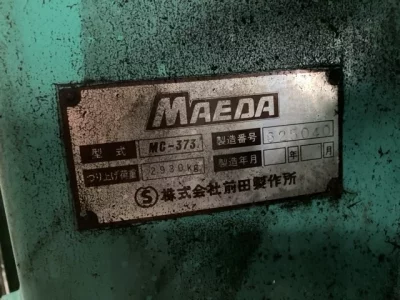 MAEDA
型式 MC-373 製造番号
つり上げ荷重 2930kg 製造年月 年 月
S 株式会社前田製作所